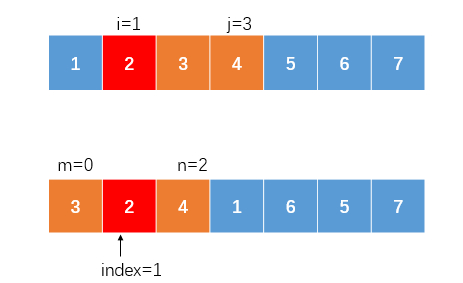 i=1 j=3
1 2 3 4 5 6 7
m=0 n=2
3 2 4 1 6 5 7
index=1